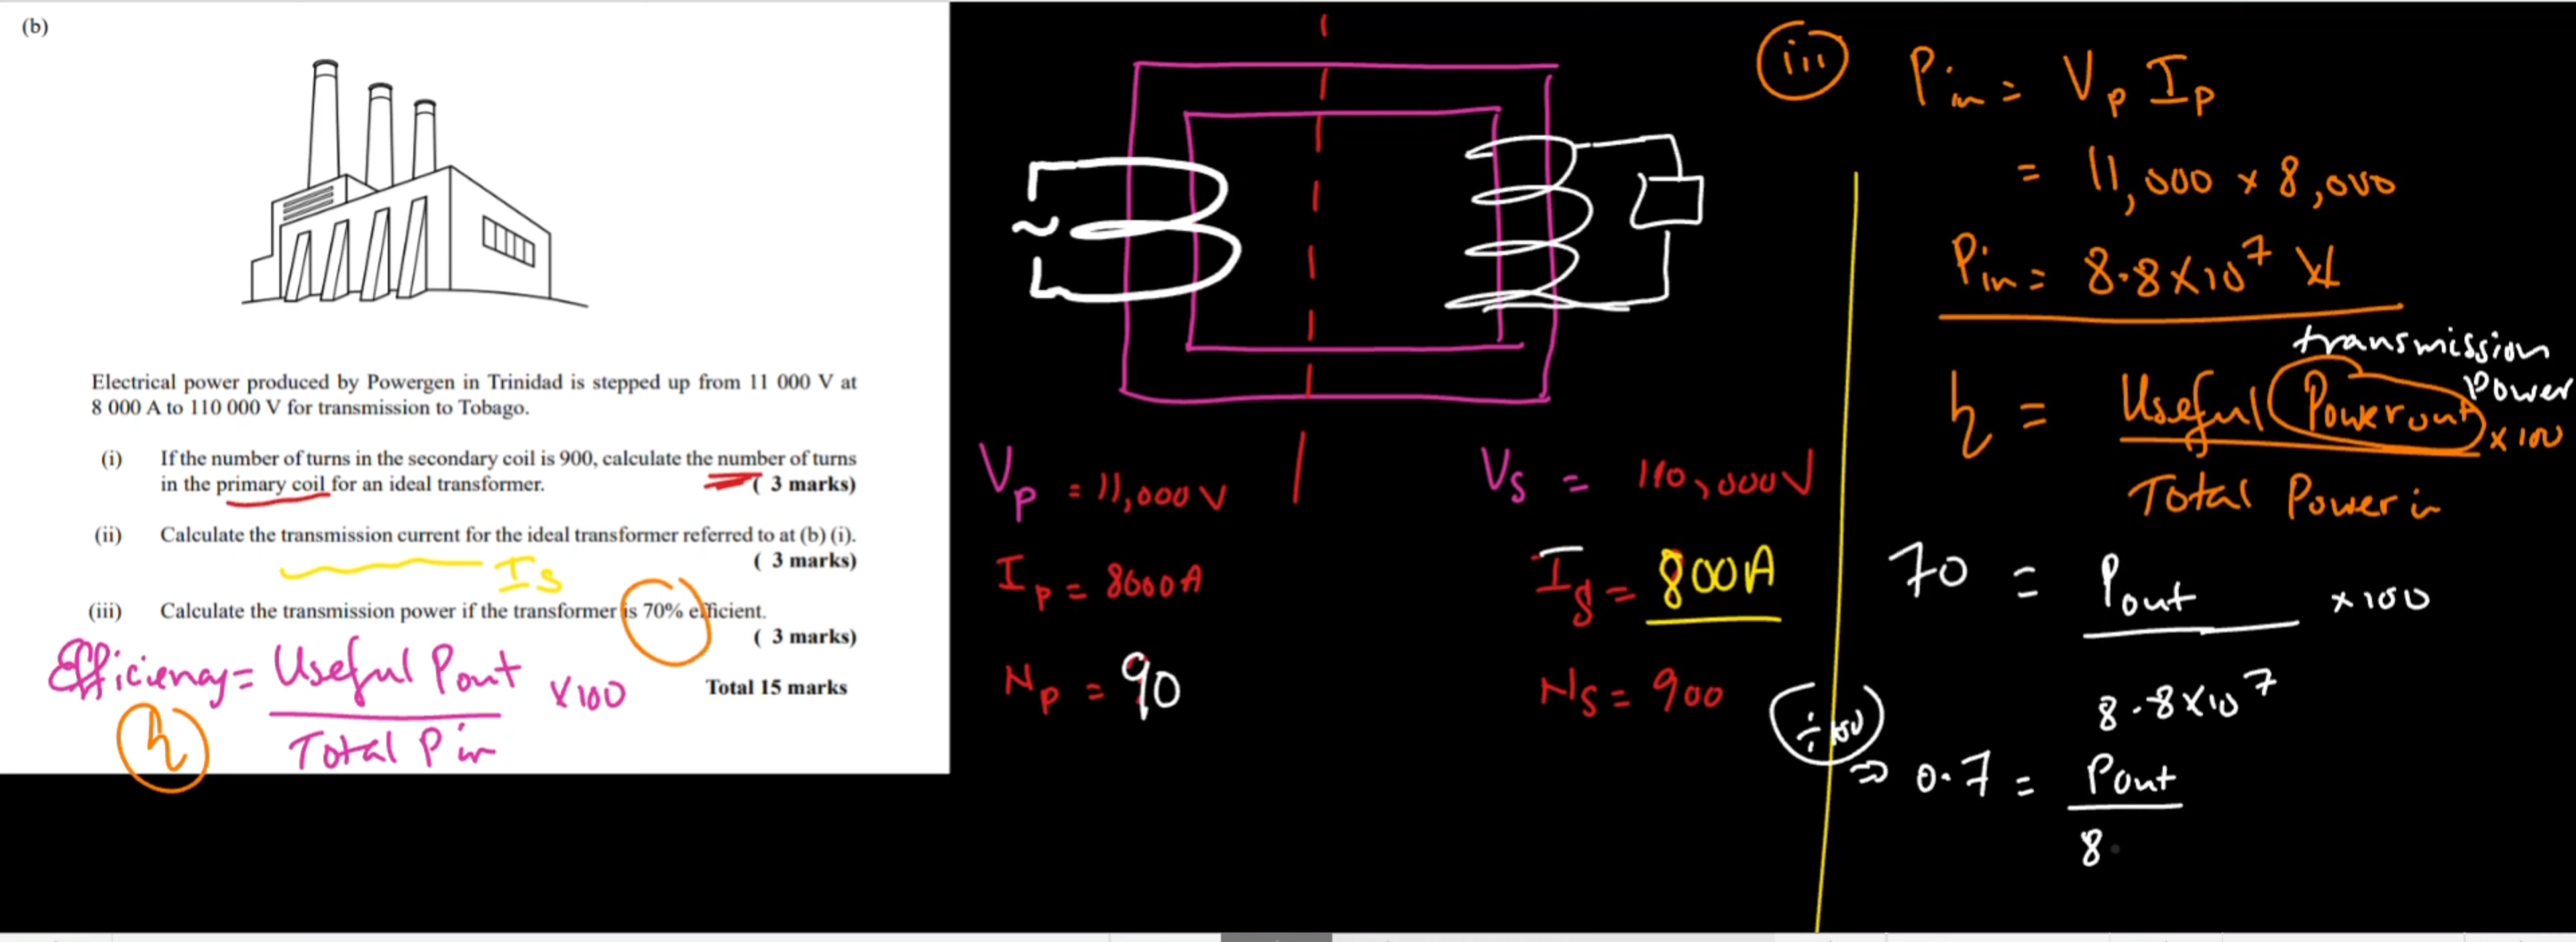 (b)
Electrical power produced by Powergen in Trinidad is stepped up from 11 000 V at
8 000 A to 110 000 V for transmission to Tobago.
(i) If the number of turns in the secondary coil is 900, calculate the number of turns
in the primary coil for an ideal transformer. ( 3 marks)
(ii) Calculate the transmission current for the ideal transformer referred to at (b) (i).
( 3 marks)
Is
(iii) Calculate the transmission power if the transformer is 70% efficient.
( 3 marks)
Total 15 marks
Efficiency = Useful Pout x 100
Total Pin
η
~
Vp = 11,000 V
Ip = 8000A
Np = 90
Vs = 110,000V
Is = 800A
Ns = 900
iii Pin = Vp Ip
= 11,000 x 8,000
Pin = 8.8 x 10^7 W
transmission
Power
η = Useful Power out x 100
Total Power in
70 = Pout x 100
8.8 x 10^7
÷ 100
⇒ 0.7 = Pout
8.